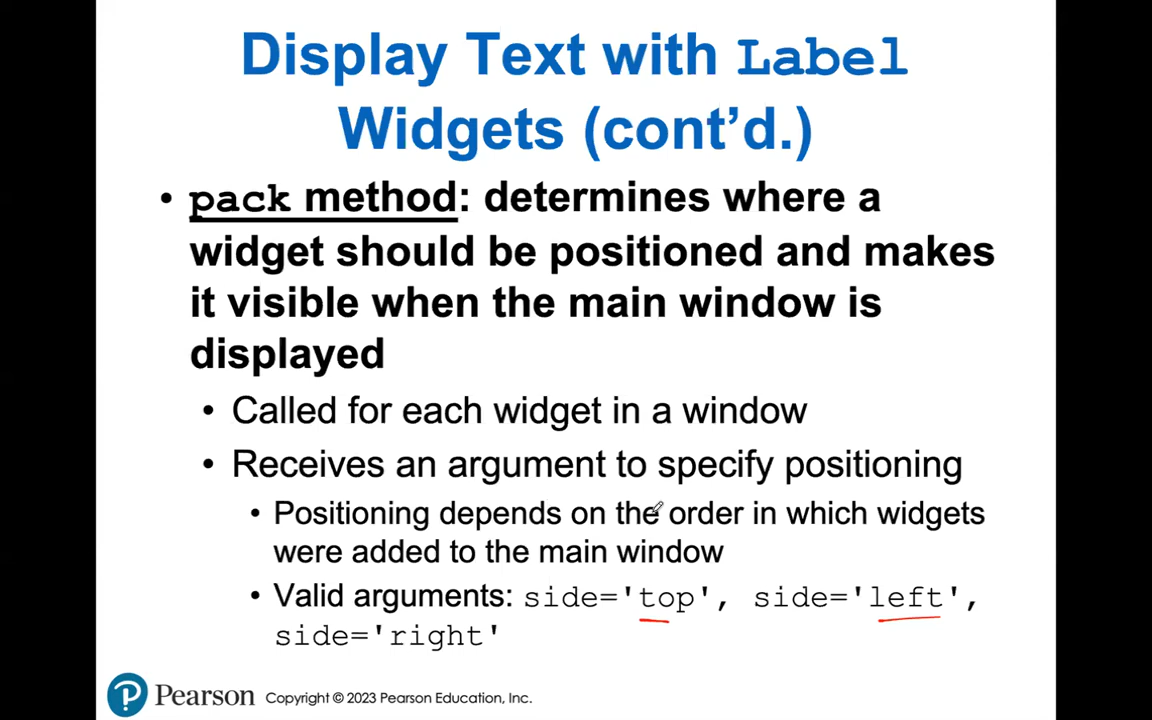 Display Text with Label
Widgets (cont’d.)
• pack method: determines where a
widget should be positioned and makes
it visible when the main window is
displayed
• Called for each widget in a window
• Receives an argument to specify positioning
• Positioning depends on the order in which widgets
were added to the main window
• Valid arguments: side='top', side='left',
side='right'
P Pearson Copyright © 2023 Pearson Education, Inc.